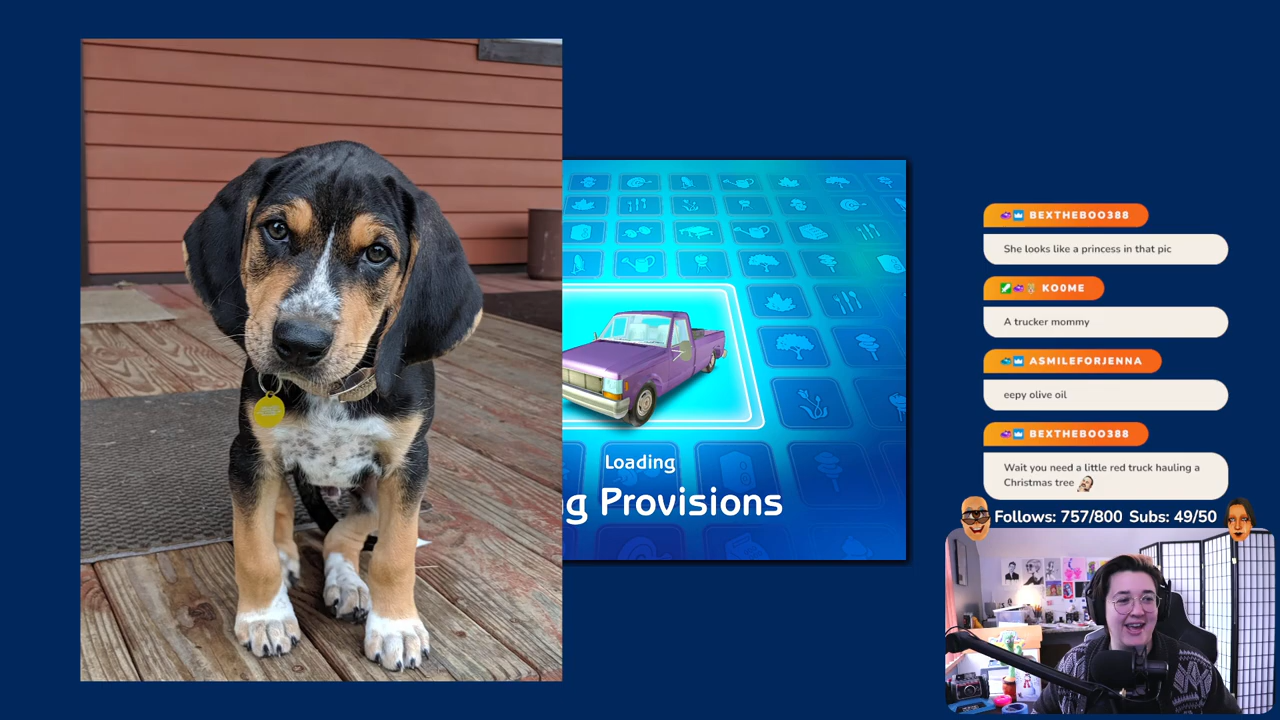 Loading
g Provisions
BEXTHEBOO388
She looks like a princess in that pic
KO0ME
A trucker mommy
ASMILEFORJENNA
eepy olive oil
BEXTHEBOO388
Wait you need a little red truck hauling a
Christmas tree
Follows: 757/800 Subs: 49/50